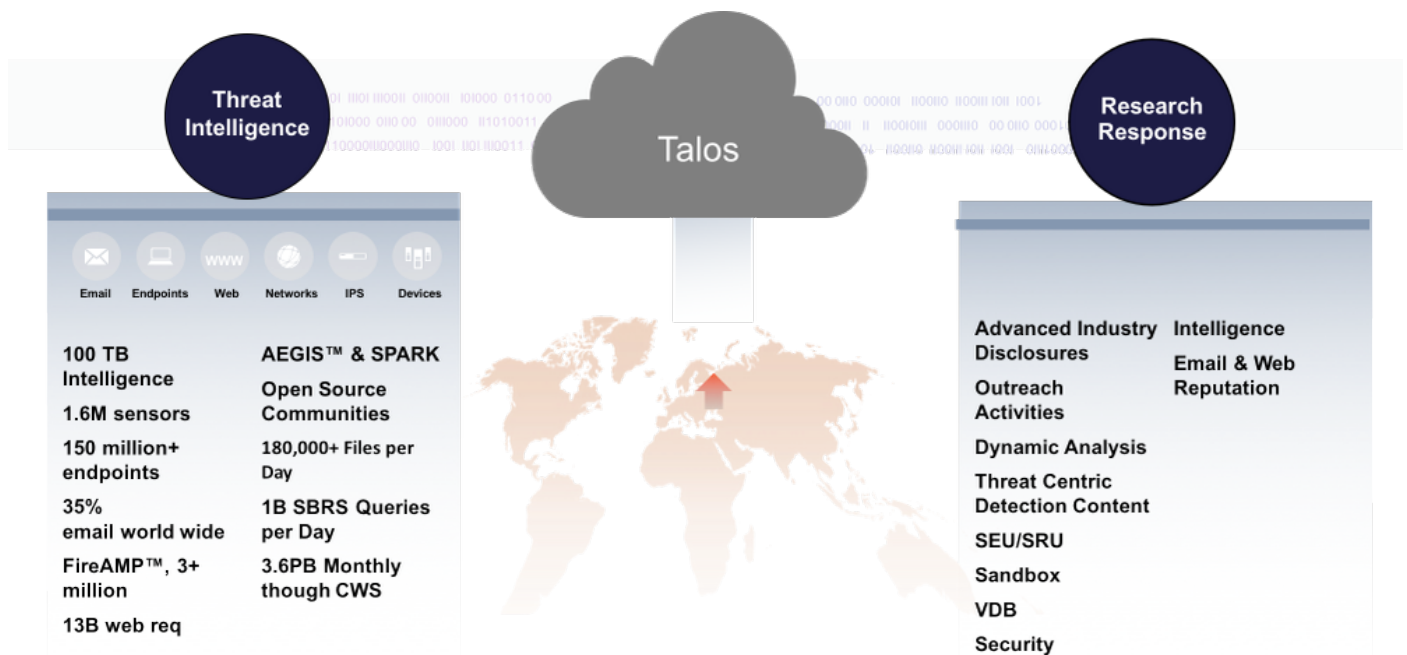 Threat
Intelligence
Talos
Research
Response
www
Email
Endpoints
Web
Networks
IPS
Devices
100 TB
Intelligence
1.6M sensors
150 million+
endpoints
35%
email world wide
FireAMP™, 3+
million
13B web req
AEGIS™ & SPARK
Open Source
Communities
180,000+ Files per
Day
1B SBRS Queries
per Day
3.6PB Monthly
though CWS
Advanced Industry
Disclosures
Outreach
Activities
Dynamic Analysis
Threat Centric
Detection Content
SEU/SRU
Sandbox
VDB
Security
Intelligence
Email & Web
Reputation